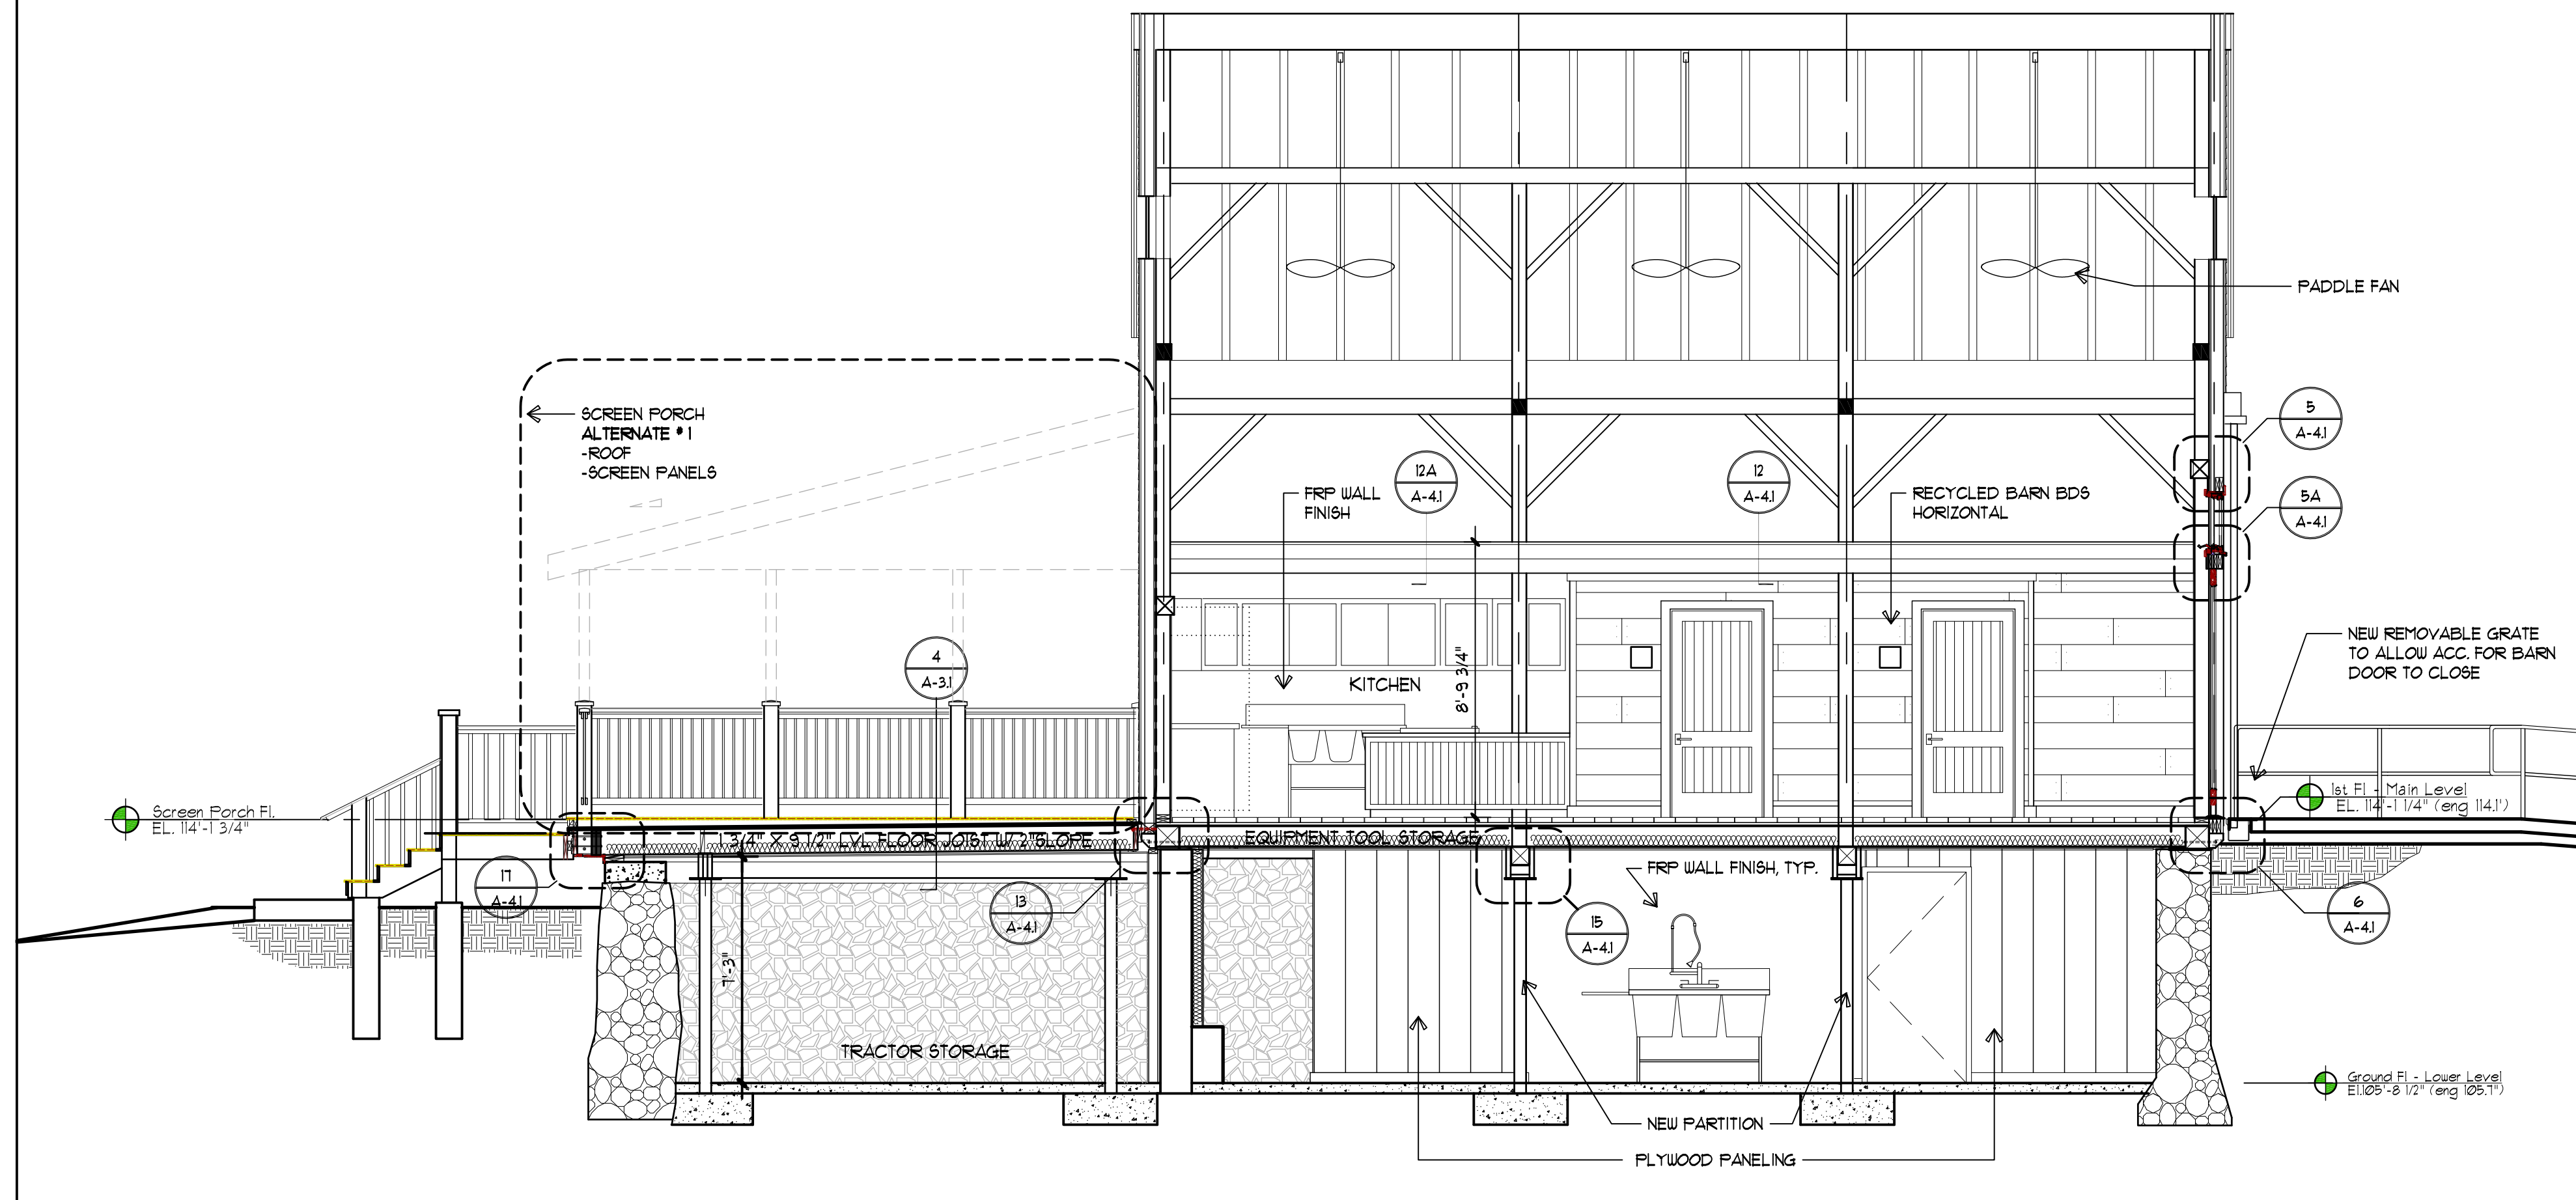 PADDLE FAN
SCREEN PORCH
ALTERNATE # 1
-ROOF
-SCREEN PANELS
5
A-4.1
12A
A-4.1
12
A-4.1
FRP WALL
FINISH
RECYCLED BARN BDS
HORIZONTAL
5A
A-4.1
NEW REMOVABLE GRATE
TO ALLOW ACC. FOR BARN
DOOR TO CLOSE
4
A-3.1
KITCHEN
8'-9 3/4"
Screen Porch Fl.
EL. 114'-1 3/4"
1st Fl - Main Level
EL. 114'-1 1/4" (eng 114.1')
1 3/4" X 9 1/2" LVL FLOOR JOIST W/ 2"SLOPE
EQUIPMENT TOOL STORAGE
FRP WALL FINISH, TYP.
17
A-4.1
13
A-4.1
15
A-4.1
6
A-4.1
7'-3"
TRACTOR STORAGE
Ground Fl - Lower Level
El.105'-8 1/2" (eng 105.7")
NEW PARTITION
PLYWOOD PANELING